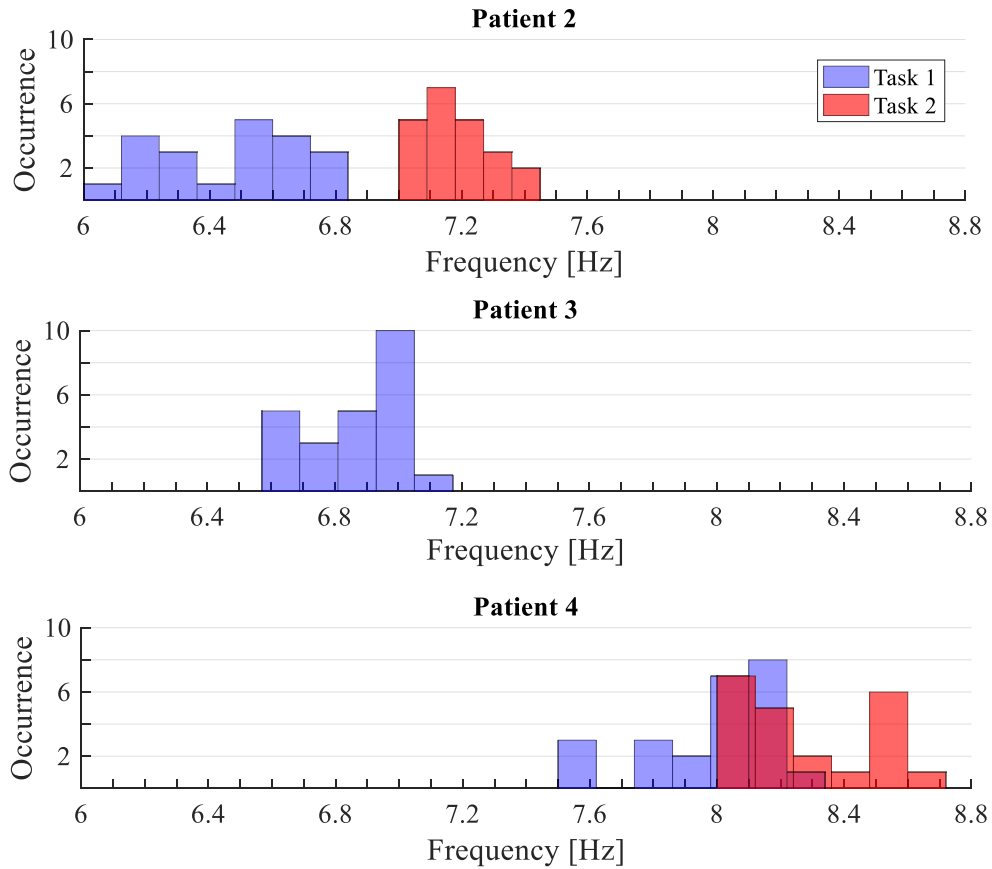 Patient 2
Occurrence
10
6
2
Task 1
Task 2
6 6.4 6.8 7.2 7.6 8 8.4 8.8
Frequency [Hz]
Patient 3
Occurrence
10
6
2
6 6.4 6.8 7.2 7.6 8 8.4 8.8
Frequency [Hz]
Patient 4
Occurrence
10
6
2
6 6.4 6.8 7.2 7.6 8 8.4 8.8
Frequency [Hz]